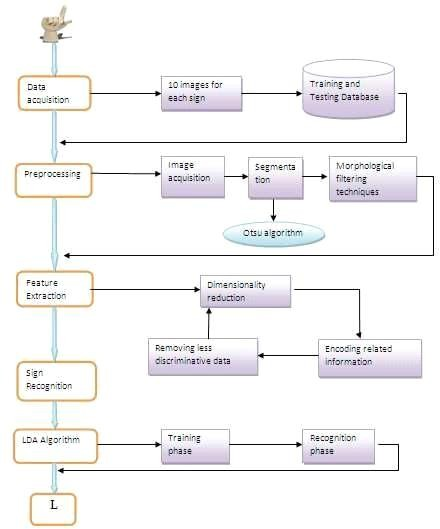 Data
acquisition
10 images for
each sign
Training and
Testing Database
Preprocessing
Image
acquisition
Segmenta
tion
Morphological
filtering
techniques
Otsu algorithm
Feature
Extraction
Dimensionality
reduction
Removing less
discriminative data
Encoding related
information
Sign
Recognition
LDA Algorithm
Training
phase
Recognition
phase
L